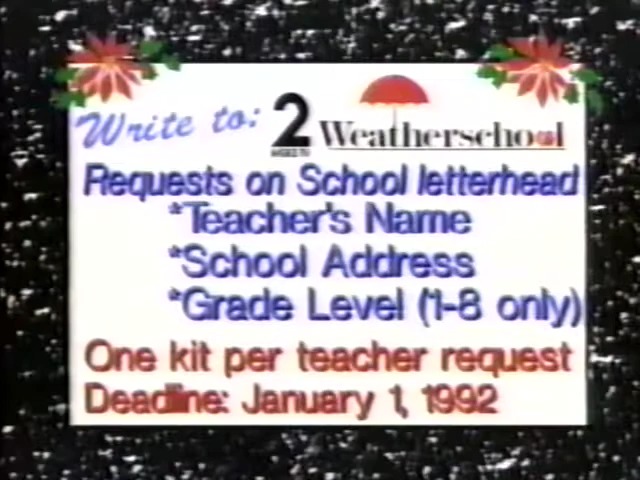 Write to: 2 Weatherschool
Requests on School letterhead
*Teacher's Name
*School Address
*Grade Level (1-8 only)
One kit per teacher request
Deadline: January 1, 1992